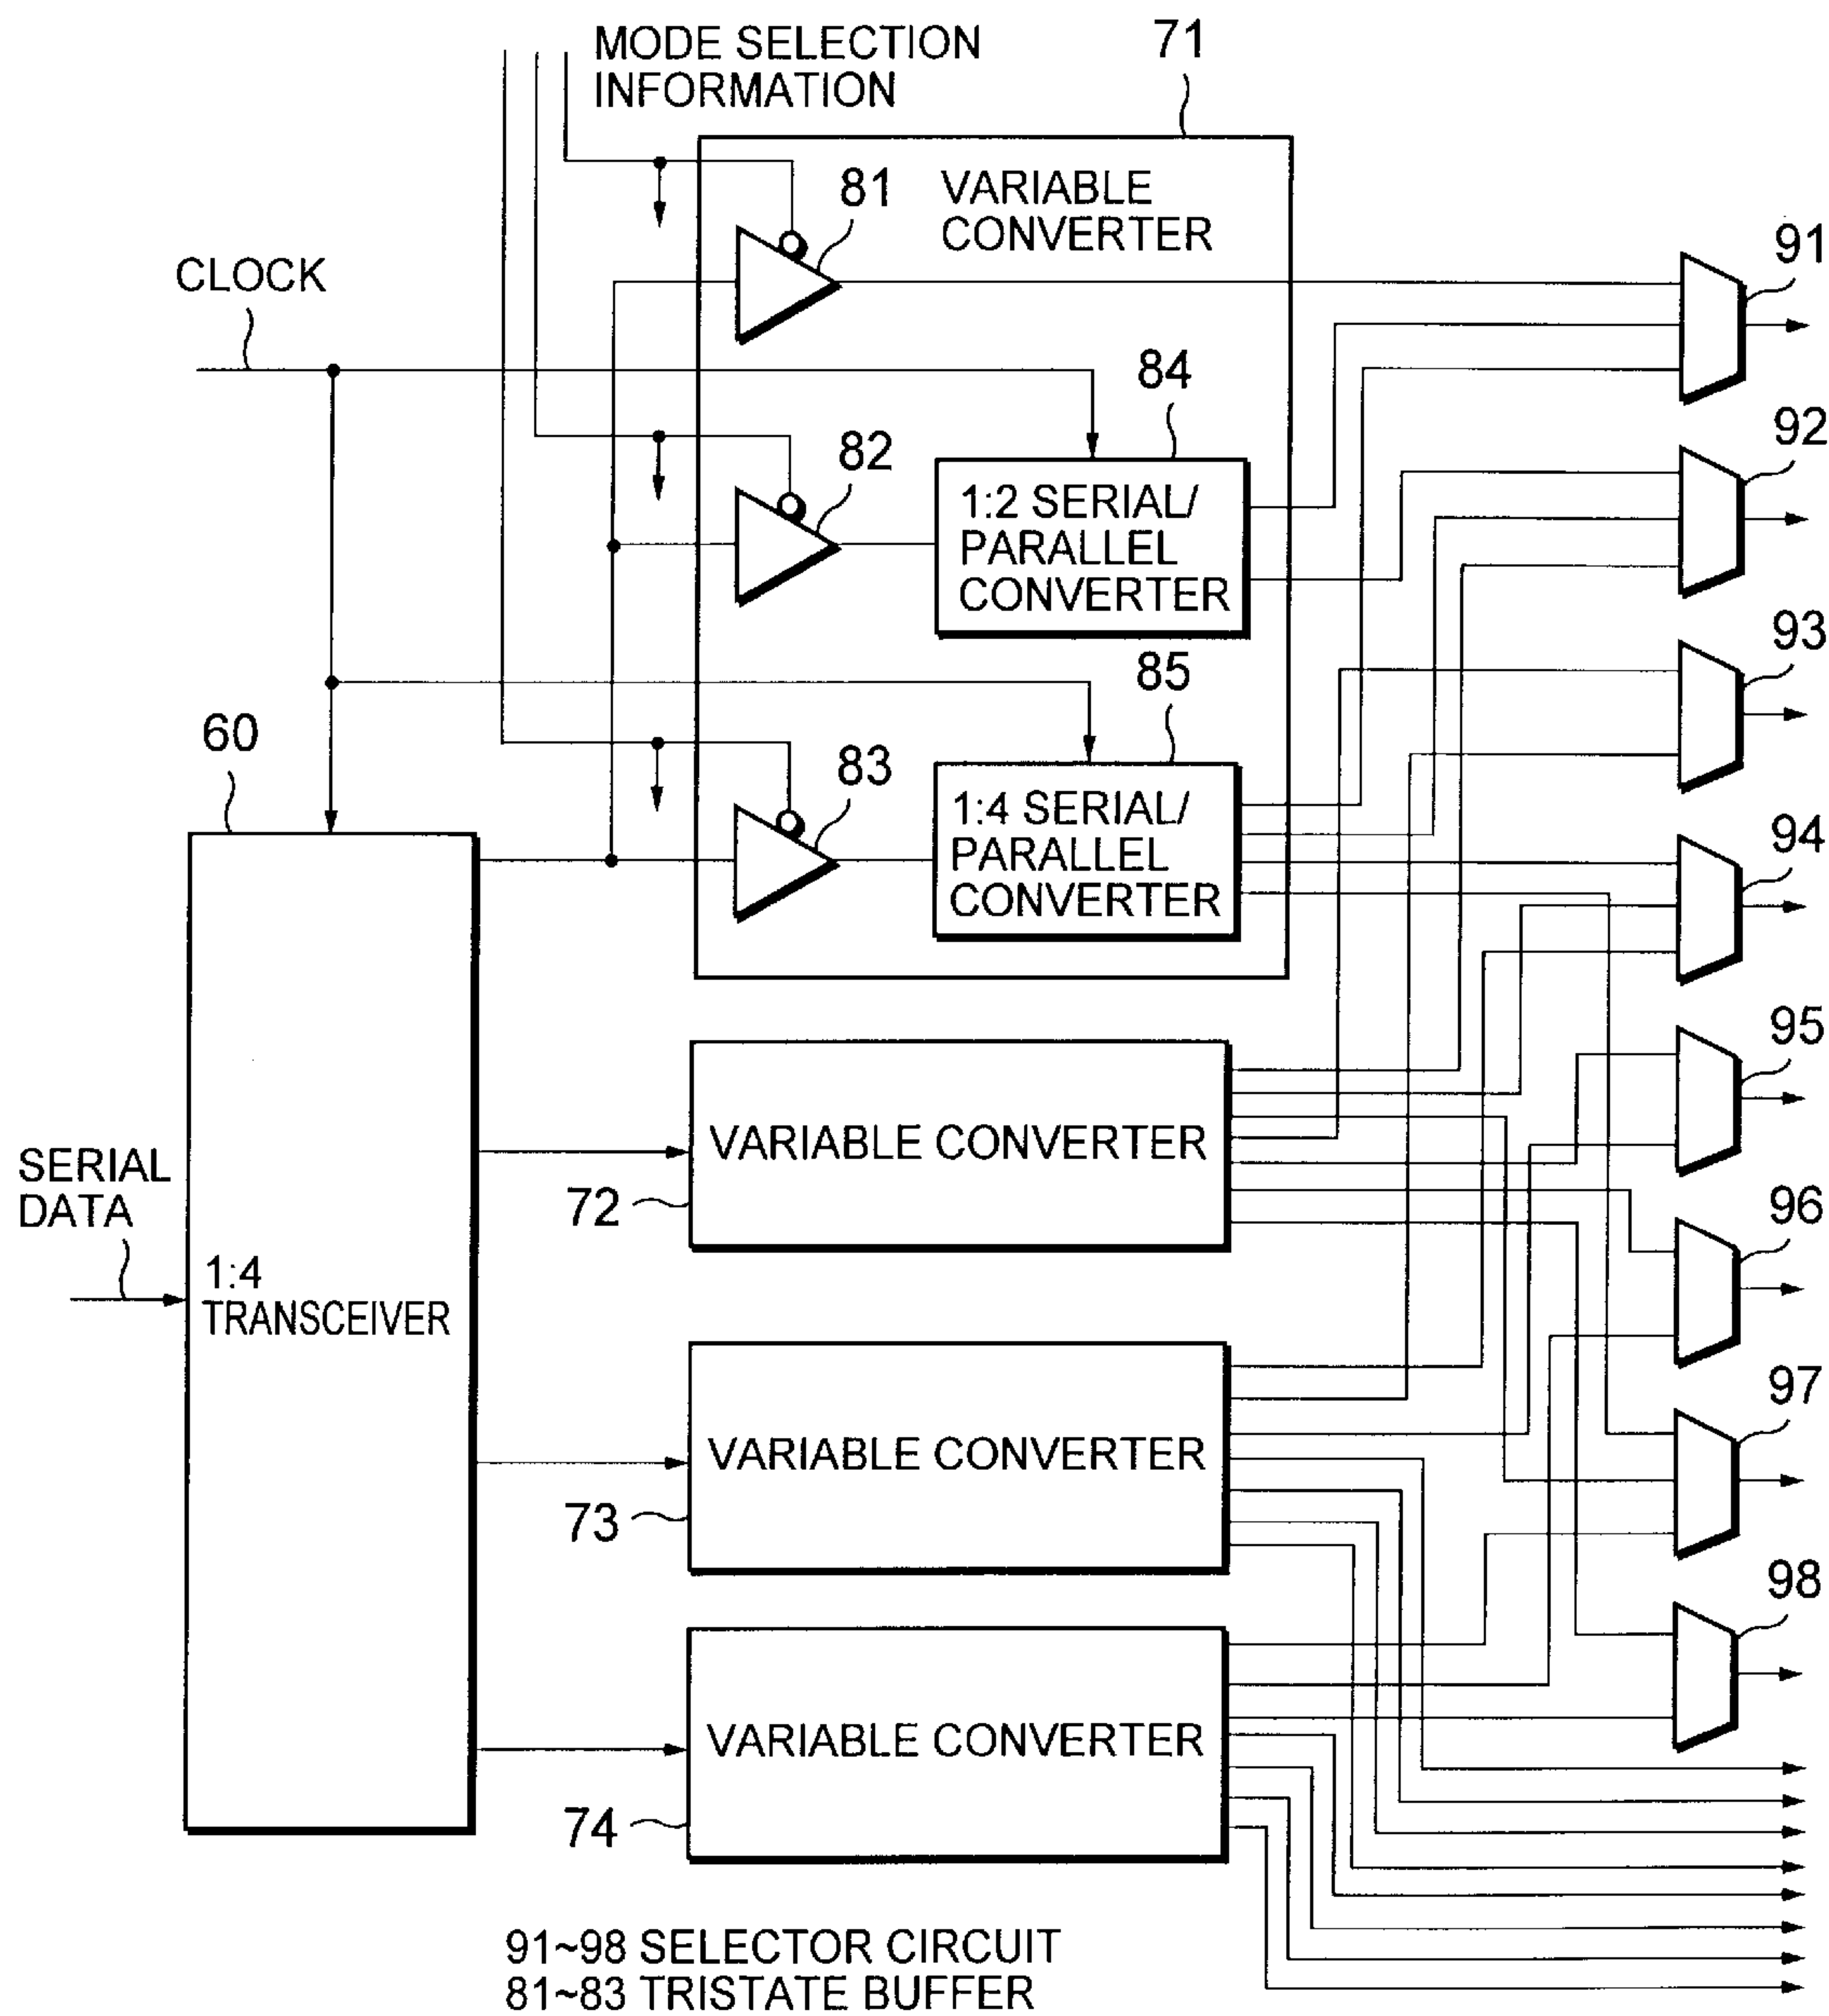 MODE SELECTION
INFORMATION
71
VARIABLE
CONVERTER
81
91
CLOCK
84
92
82
1:2 SERIAL/
PARALLEL
CONVERTER
93
85
60
83
1:4 SERIAL/
PARALLEL
CONVERTER
94
95
VARIABLE CONVERTER
72
SERIAL
DATA
96
1:4
TRANSCEIVER
97
VARIABLE CONVERTER
73
98
VARIABLE CONVERTER
74
91~98 SELECTOR CIRCUIT
81~83 TRISTATE BUFFER